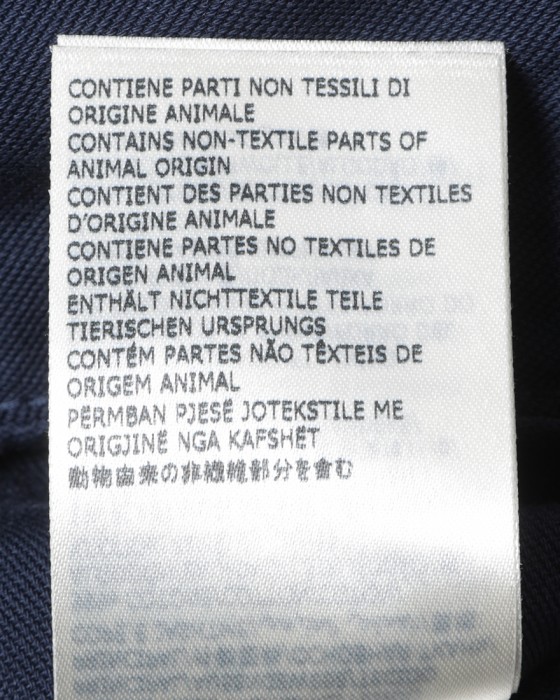 CONTIENE PARTI NON TESSILI DI
ORIGINE ANIMALE
CONTAINS NON-TEXTILE PARTS OF
ANIMAL ORIGIN
CONTIENT DES PARTIES NON TEXTILES
D'ORIGINE ANIMALE
CONTIENE PARTES NO TEXTILES DE
ORIGEN ANIMAL
ENTHÄLT NICHTTEXTILE TEILE
TIERISCHEN URSPRUNGS
CONTÉM PARTES NÃO TÊXTEIS DE
ORIGEM ANIMAL
PËRMBAN PJESË JOTEKSTILE ME
ORIGJINË NGA KAFSHËT
動物由来の非繊維部分を含む